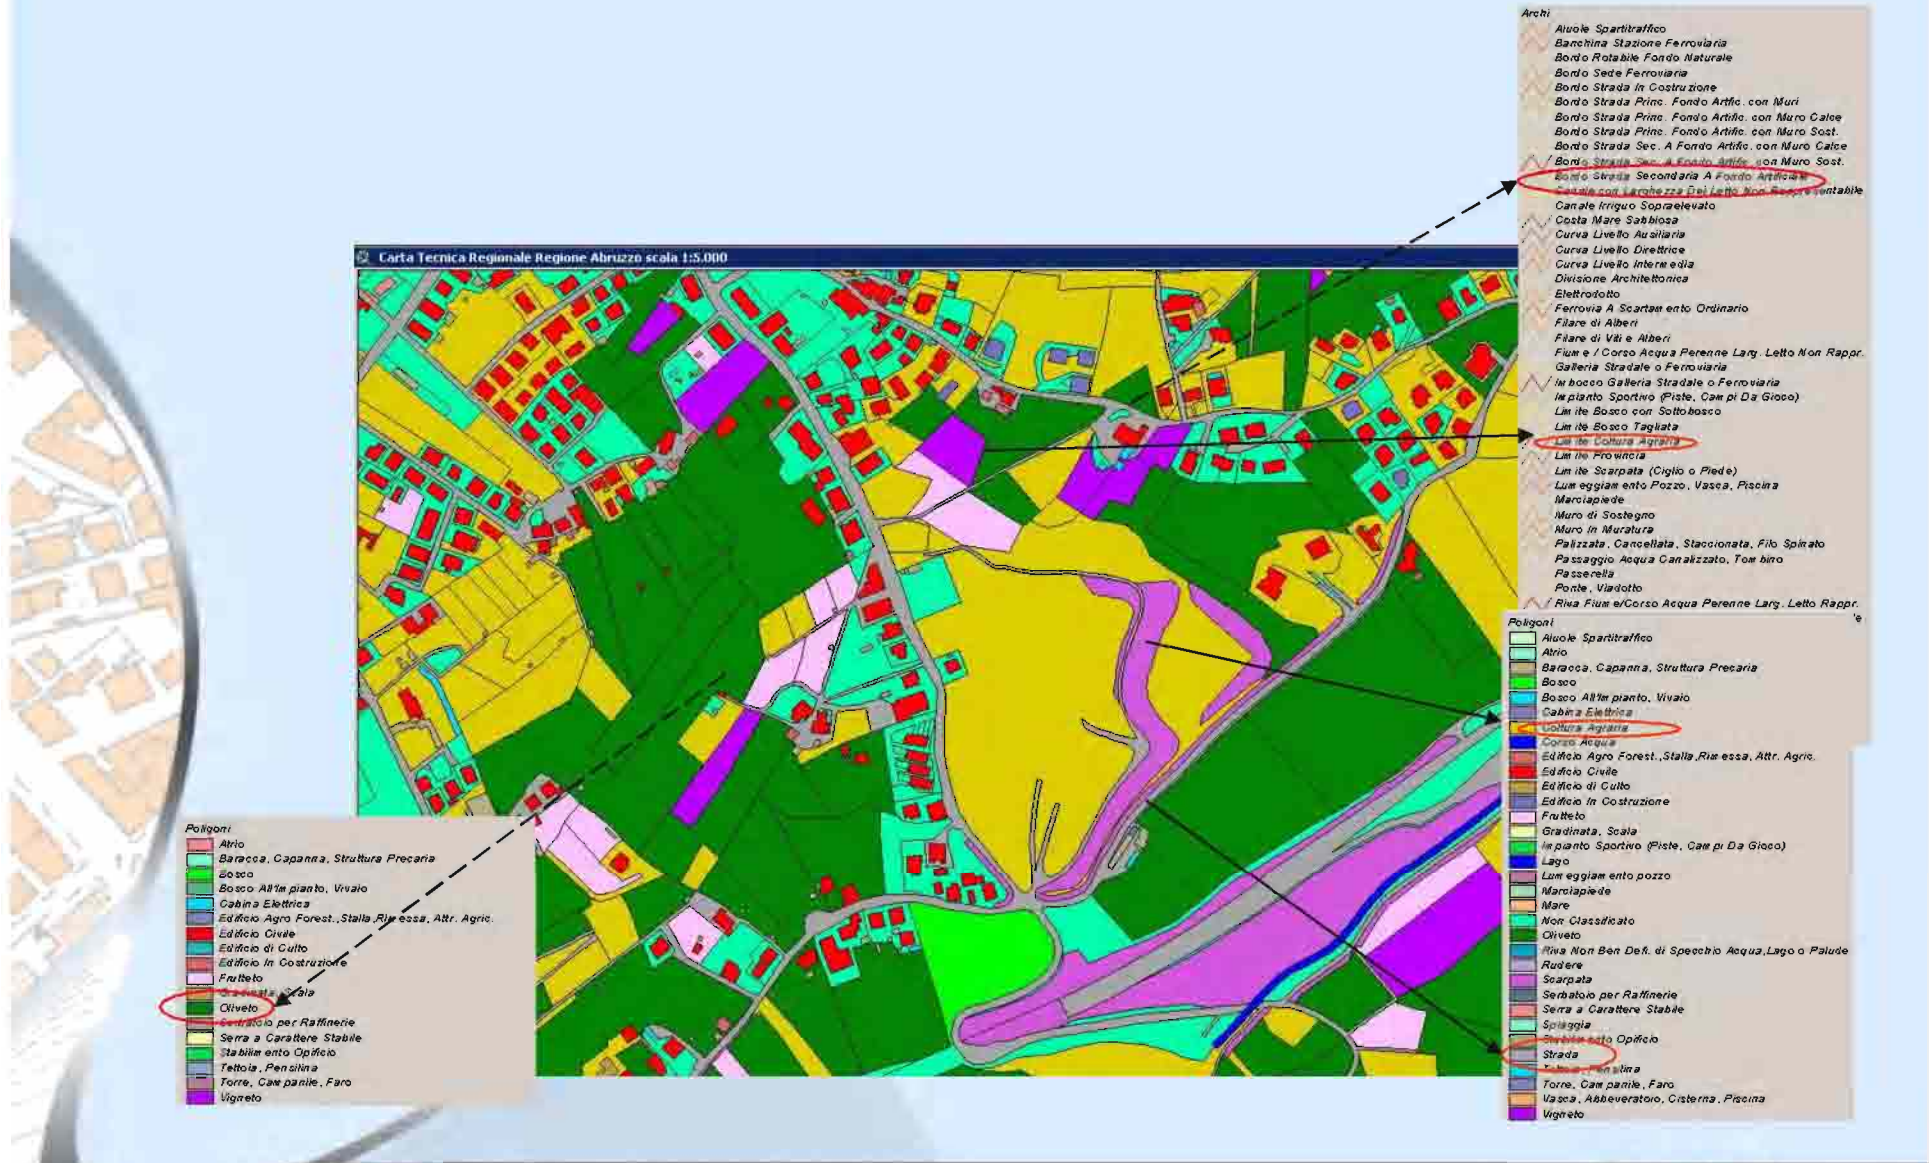 Archi
Aiuole Spartitraffico
Banchina Stazione Ferroviaria
Bordo Rotabile Fondo Naturale
Bordo Sede Ferroviaria
Bordo Strada In Costruzione
Bordo Strada Princ. Fondo Artfic. con Muri
Bordo Strada Princ. Fondo Artific. con Muro Calce
Bordo Strada Princ. Fondo Artific. con Muro Sost.
Bordo Strada Sec. A Fondo Artific. con Muro Calce
Bordo Strada Sec. A Fondo Artific. con Muro Sost.
Bordo Strada Secondaria A Fondo Artificiale
Canale con Larghezza Del Letto Non Rappresentabile
Canale Irriguo Sopraelevato
Costa Mare Sabbiosa
Curva Livello Ausiliaria
Curva Livello Direttrice
Curva Livello Intermedia
Divisione Architettonica
Elettrodotto
Ferrovia A Scartamento Ordinario
Filare di Alberi
Filare di Viti e Alberi
Fiume / Corso Acqua Perenne Larg. Letto Non Rappr.
Galleria Stradale o Ferroviaria
Imbocco Galleria Stradale o Ferroviaria
Impianto Sportivo (Piste, Campi Da Gioco)
Limite Bosco con Sottobosco
Limite Bosco Tagliata
Limite Coltura Agraria
Limite Provincia
Limite Scarpata (Ciglio o Piede)
Lumeggiamento Pozzo, Vasca, Piscina
Marciapiede
Muro di Sostegno
Muro In Muratura
Palizzata, Cancellata, Staccionata, Filo Spinato
Passaggio Acqua Canalizzato, Tombino
Passerella
Ponte, Viadotto
Riva Fiume/Corso Acqua Perenne Larg. Letto Rappr.
Carta Tecnica Regionale Regione Abruzzo scala 1:5.000
Poligoni
Aiuole Spartitraffico
Atrio
Baracca, Capanna, Struttura Precaria
Bosco
Bosco All'Impianto, Vivaio
Cabina Elettrica
Coltura Agraria
Corso Acqua
Edificio Agro Forest.,Stalla,Rimessa, Attr. Agric.
Edificio Civile
Edificio di Culto
Edificio In Costruzione
Frutteto
Gradinata, Scala
Impianto Sportivo (Piste, Campi Da Gioco)
Lago
Lumeggiamento pozzo
Marciapiede
Mare
Non Classificato
Oliveto
Riva Non Ben Defi. di Specchio Acqua,Lago o Palude
Rudere
Scarpata
Serbatoio per Raffinerie
Serra a Carattere Stabile
Spiaggia
Stabilimento Opificio
Strada
Tettoia, Pensilina
Torre, Campanile, Faro
Vasca, Abbeveratoio, Cisterna, Piscina
Vigneto
Poligoni
Atrio
Baracca, Capanna, Struttura Precaria
Bosco
Bosco All'Impianto, Vivaio
Cabina Elettrica
Edificio Agro Forest.,Stalla,Rimessa, Attr. Agric.
Edificio Civile
Edificio di Culto
Edificio In Costruzione
Frutteto
Gradinata, Scala
Oliveto
Serbatoio per Raffinerie
Serra a Carattere Stabile
Stabilimento Opificio
Tettoia, Pensilina
Torre, Campanile, Faro
Vigneto